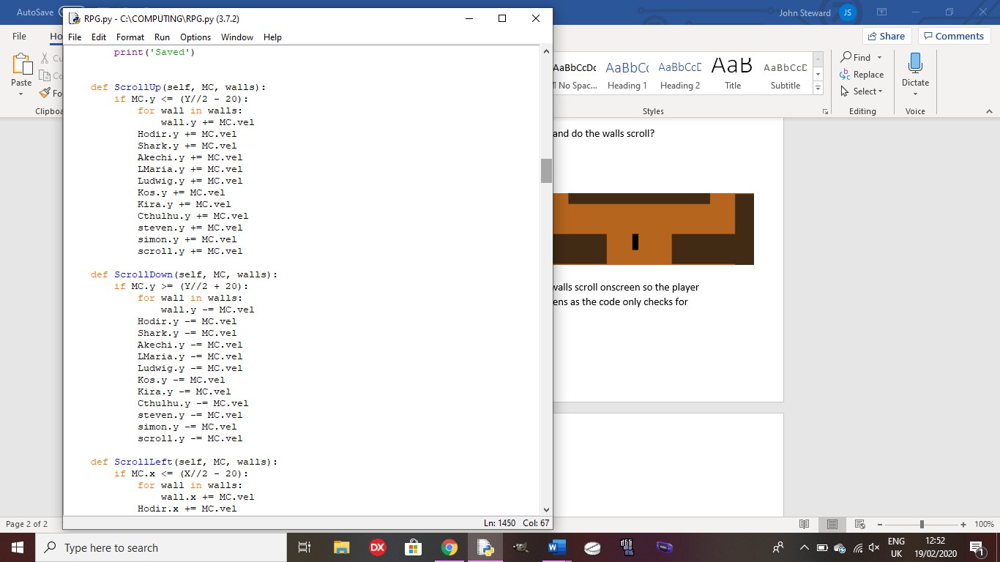 AutoSave
RPG.py - C:\COMPUTING\RPG.py (3.7.2)
John Steward
JS
File
Ho
File Edit Format Run Options Window Help
Share
Comments
Paste
Cu
Co
Fo
Clipboa
print('Saved')
def ScrollUp(self, MC, walls):
if MC.y <= (Y//2 - 20):
for wall in walls:
wall.y += MC.vel
Hodir.y += MC.vel
Shark.y += MC.vel
Akechi.y += MC.vel
LMaria.y += MC.vel
Ludwig.y += MC.vel
Kos.y += MC.vel
Kira.y += MC.vel
Cthulhu.y += MC.vel
steven.y += MC.vel
simon.y += MC.vel
scroll.y += MC.vel
def ScrollDown(self, MC, walls):
if MC.y >= (Y//2 + 20):
for wall in walls:
wall.y -= MC.vel
Hodir.y -= MC.vel
Shark.y -= MC.vel
Akechi.y -= MC.vel
LMaria.y -= MC.vel
Ludwig.y -= MC.vel
Kos.y -= MC.vel
Kira.y -= MC.vel
Cthulhu.y -= MC.vel
steven.y -= MC.vel
simon.y -= MC.vel
scroll.y -= MC.vel
def ScrollLeft(self, MC, walls):
if MC.x <= (X//2 - 20):
for wall in walls:
wall.x += MC.vel
Hodir.x += MC.vel
Ln: 1450 Col: 67
AaBbCcDc AaBbCc AaBbCcD AaB AaBbCcD
¶ No Spac... Heading 1 Heading 2 Title Subtitle
Styles
Find
Replace
Select
Editing
Dictate
Voice
and do the walls scroll?
walls scroll onscreen so the player
ens as the code only checks for
Page 2 of 2
100%
Type here to search
DX
ENG
UK
12:52
19/02/2020
1